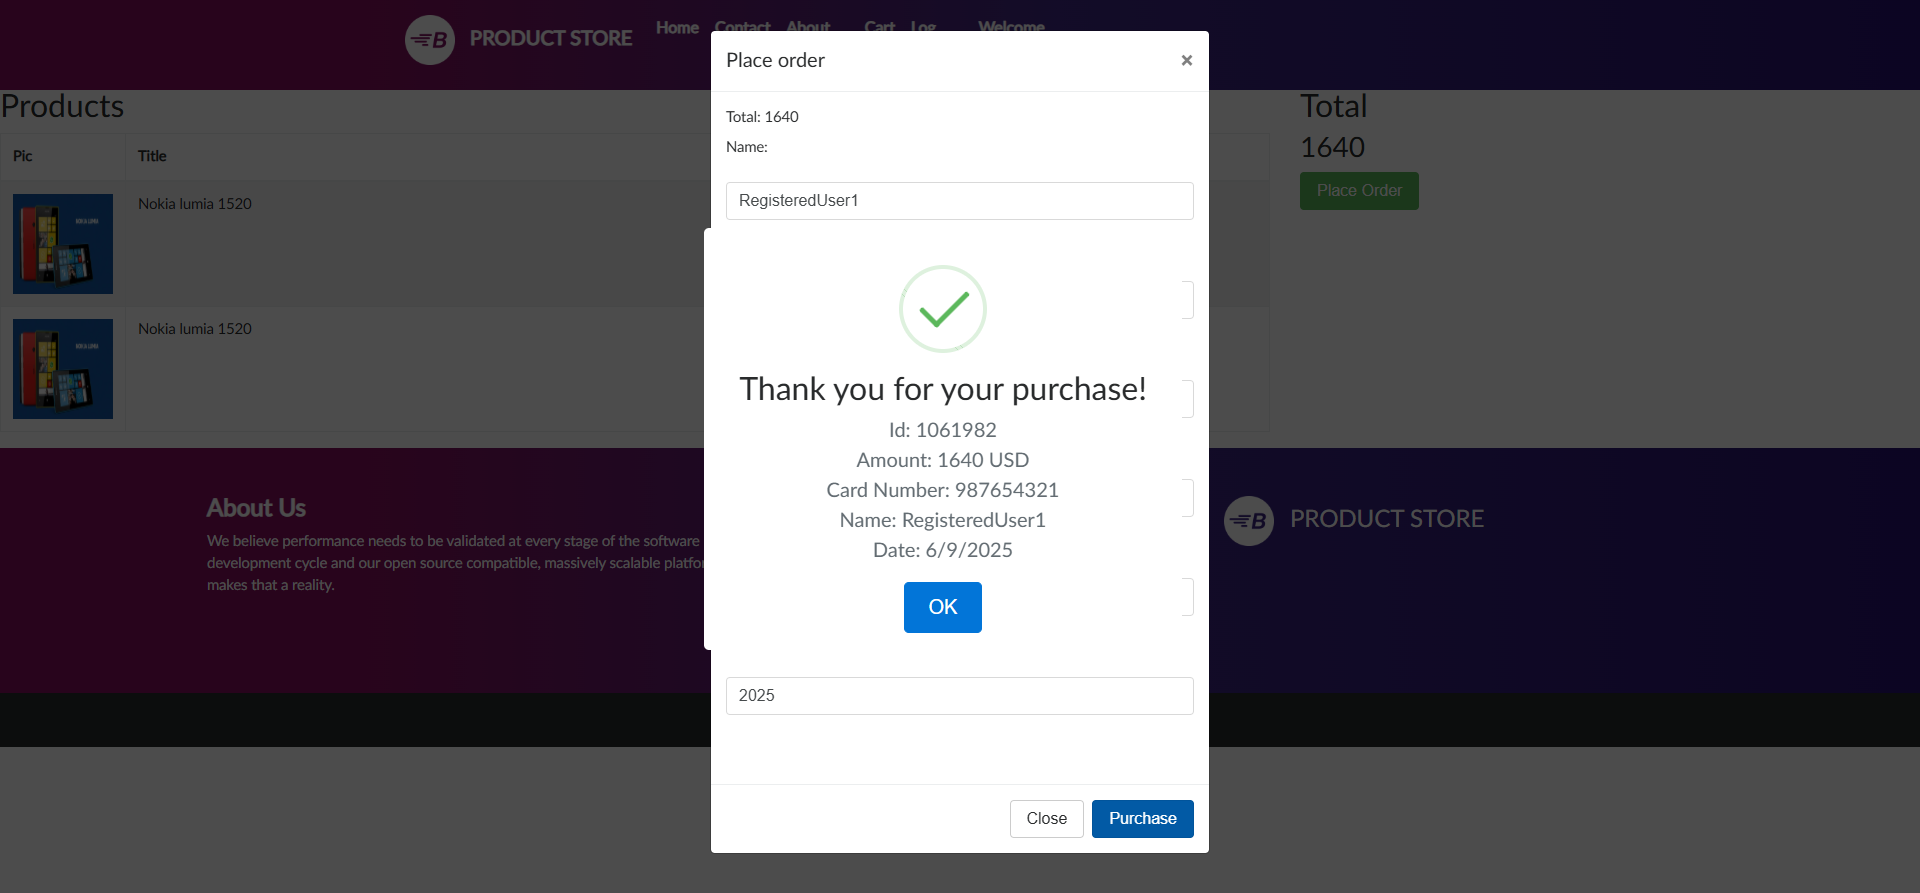 PRODUCT STORE
Home Contact About Cart Log Welcome
Place order ×
Products
Total
1640
Place Order
Total: 1640
Name:
Pic Title
RegisteredUser1
Nokia lumia 1520
NOKIA LUMIA
Nokia lumia 1520
NOKIA LUMIA
Thank you for your purchase!
Id: 1061982
Amount: 1640 USD
Card Number: 987654321
Name: RegisteredUser1
Date: 6/9/2025
OK
About Us
We believe performance needs to be validated at every stage of the software
development cycle and our open source compatible, massively scalable
makes that a reality.
PRODUCT STORE
2025
Close Purchase